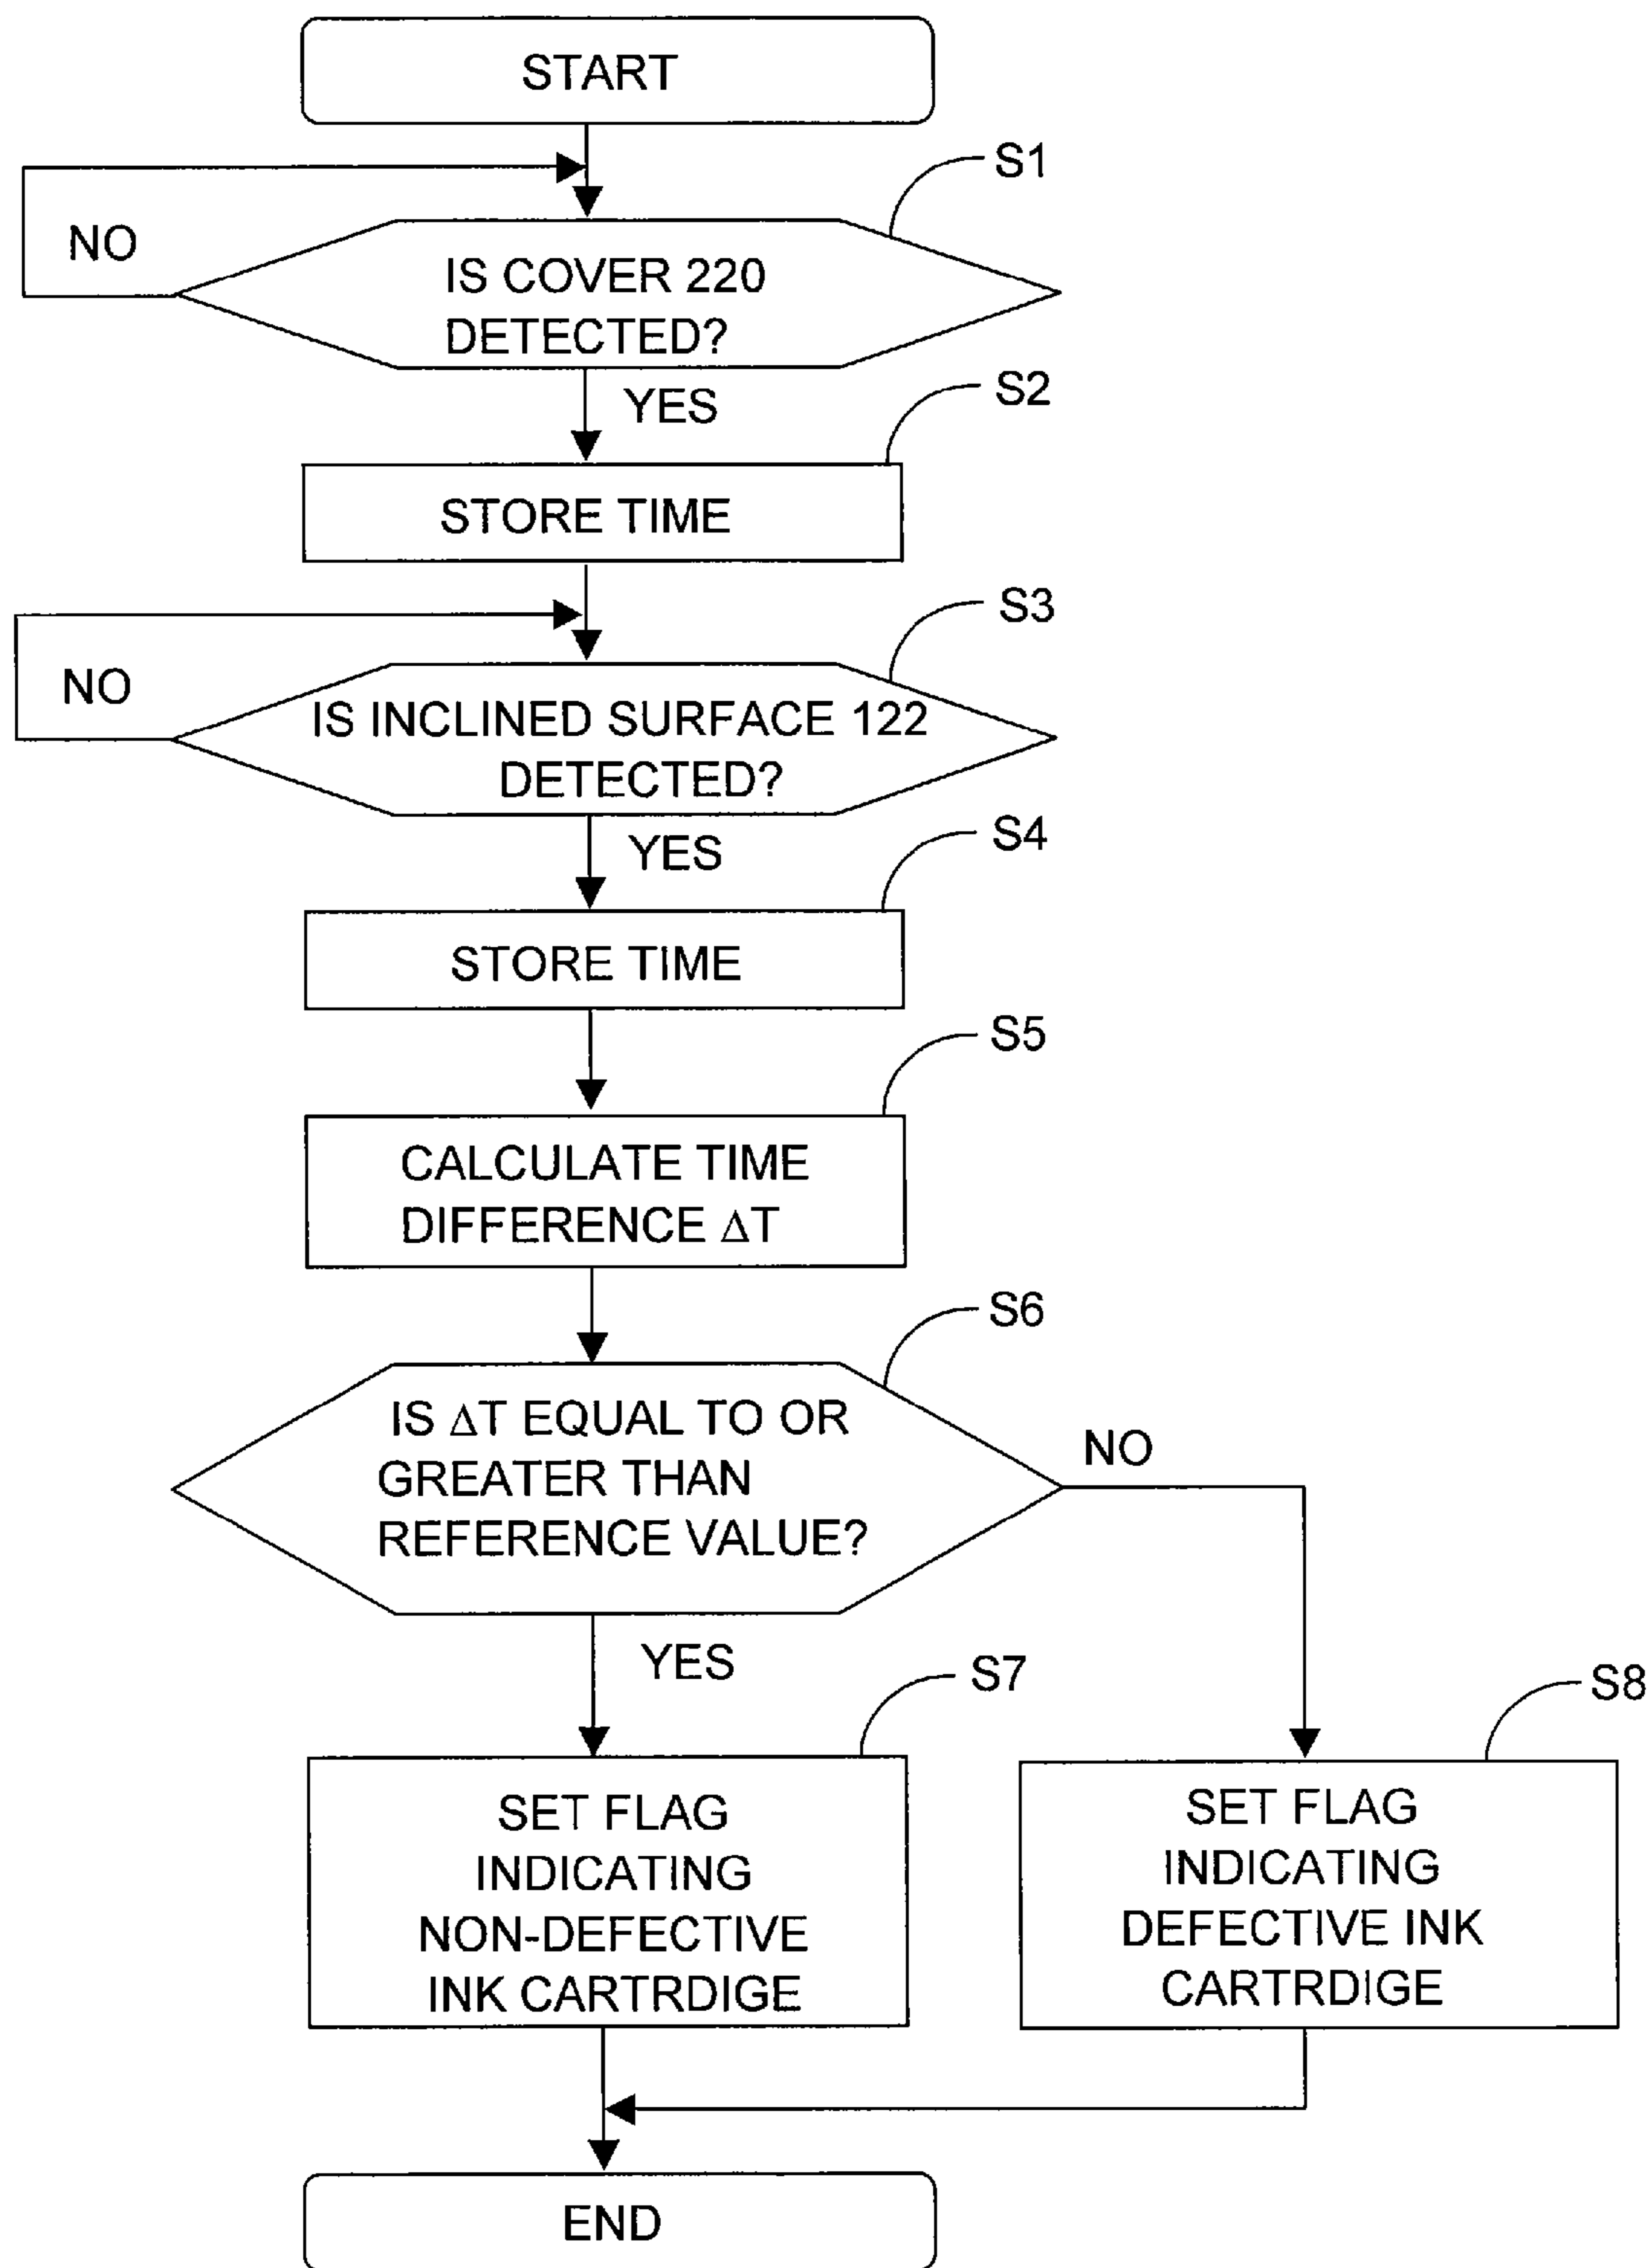 START
S1
NO
IS COVER 220
DETECTED?
YES
S2
STORE TIME
S3
NO
IS INCLINED SURFACE 122
DETECTED?
YES
S4
STORE TIME
S5
CALCULATE TIME
DIFFERENCE ΔT
S6
IS ΔT EQUAL TO OR
GREATER THAN
REFERENCE VALUE?
NO
YES
S7
S8
SET FLAG
INDICATING
NON-DEFECTIVE
INK CARTRDIGE
SET FLAG
INDICATING
DEFECTIVE INK
CARTRDIGE
END